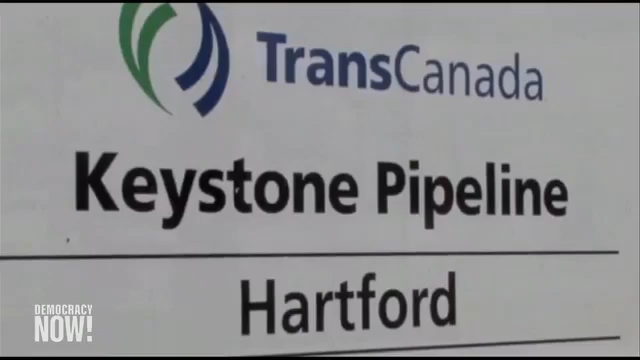 TransCanada
Keystone Pipeline
Hartford
DEMOCRACY
NOW!